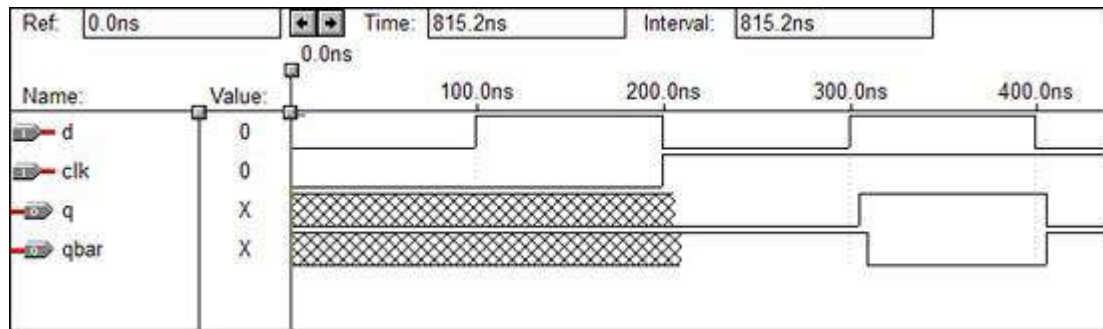 Ref: 0.0ns Time: 815.2ns Interval: 815.2ns
0.0ns
Name: Value: 100.0ns 200.0ns 300.0ns 400.0ns
d 0
clk 0
q X
qbar X